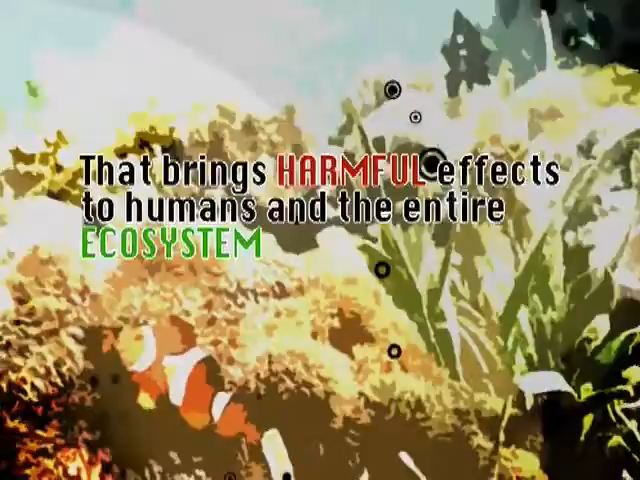 That brings HARMFUL effects
to humans and the entire
ECOSYSTEM